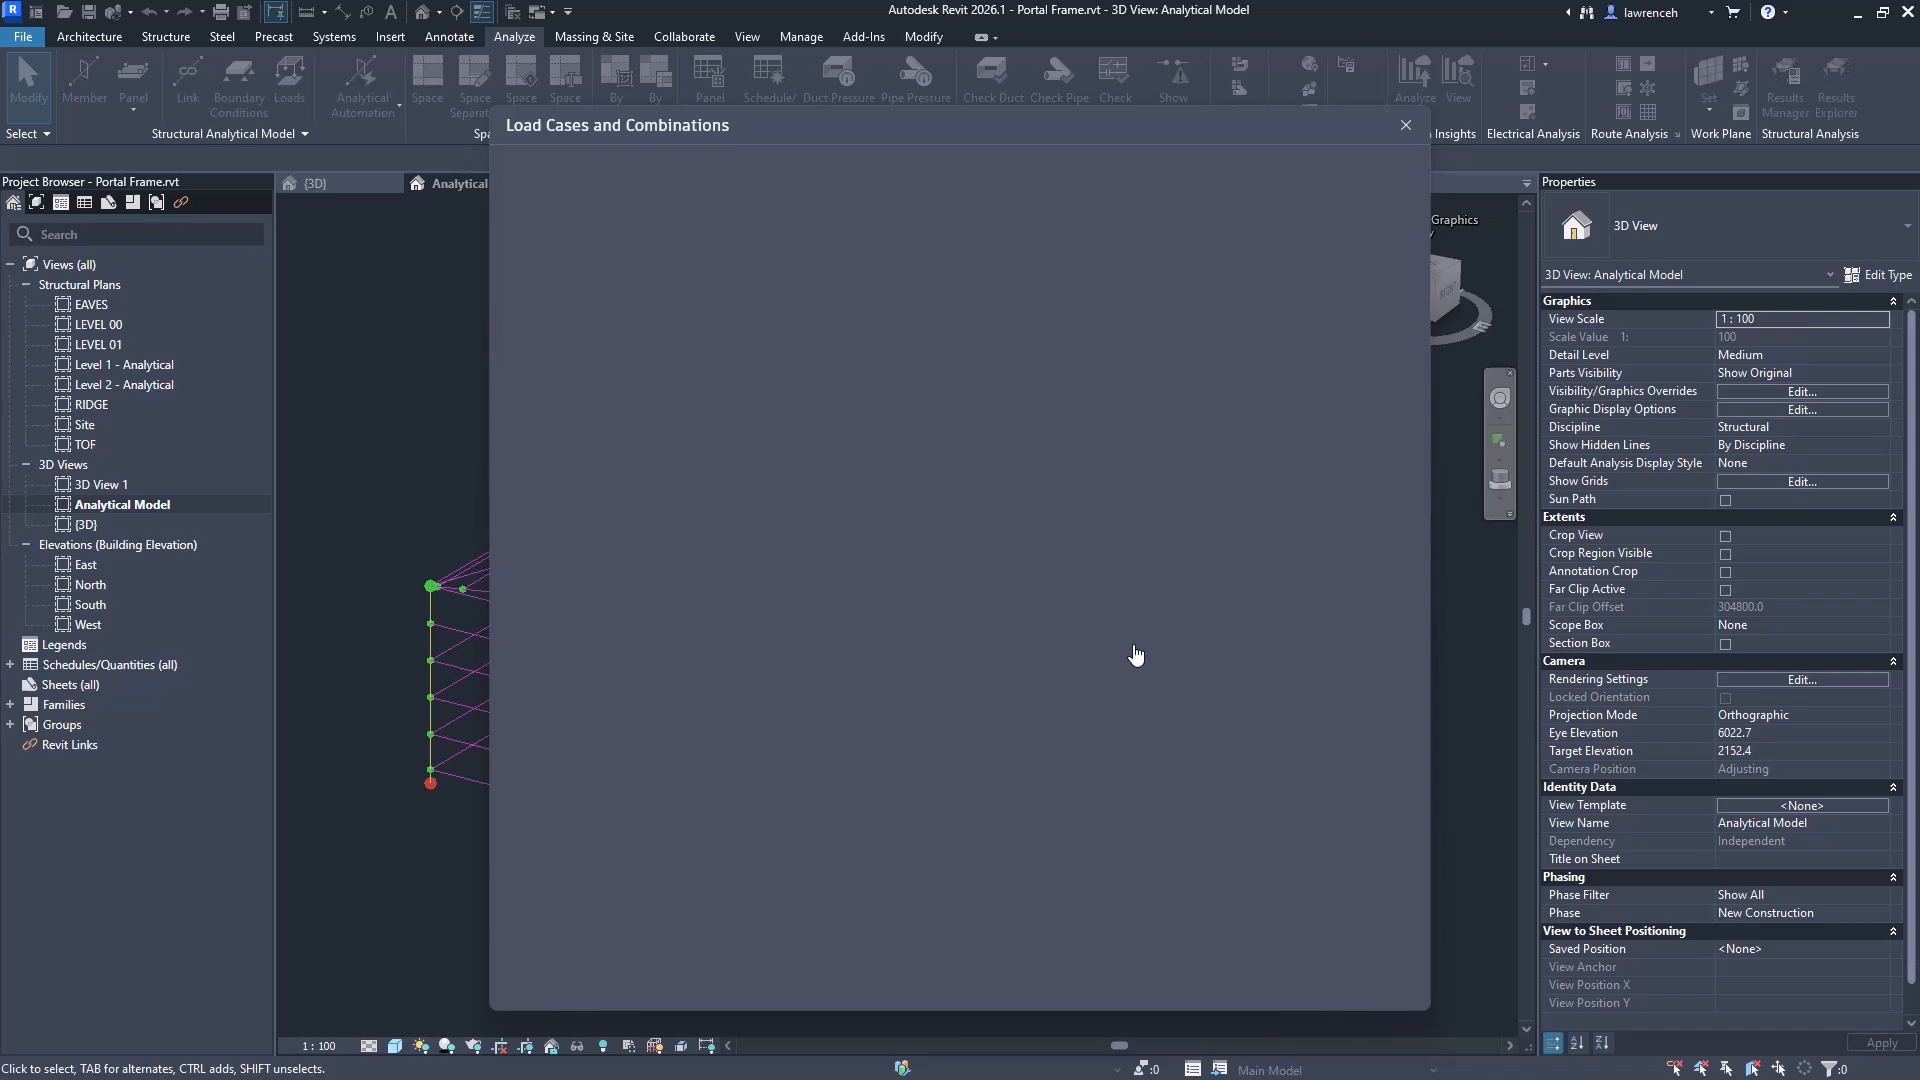 Autodesk Revit 2026.1 - Portal Frame.rvt - 3D View: Analytical Model
lawrenceh
File Architecture Structure Steel Precast Systems Insert Annotate Analyze Massing & Site Collaborate View Manage Add-Ins Modify
Modify Member Panel Link Boundary Conditions Loads Analytical Automation Space Space Separat Space Space By By Panel Schedule/ Duct Pressure Pipe Pressure Check Duct Check Pipe Check Show Analyze View Set Results Manager Results Explorer
Select Structural Analytical Model Spa Insights Electrical Analysis Route Analysis Work Plane Structural Analysis
Load Cases and Combinations
Project Browser - Portal Frame.rvt
Search
Views (all)
Structural Plans
EAVES
LEVEL 00
LEVEL 01
Level 1 - Analytical
Level 2 - Analytical
RIDGE
Site
TOF
3D Views
3D View 1
Analytical Model
{3D}
Elevations (Building Elevation)
East
North
South
West
Legends
Schedules/Quantities (all)
Sheets (all)
Families
Groups
Revit Links
{3D}
Analytical
Graphics
RIGHT
Properties
3D View
3D View: Analytical Model Edit Type
Graphics
View Scale 1 : 100
Scale Value 1: 100
Detail Level Medium
Parts Visibility Show Original
Visibility/Graphics Overrides Edit...
Graphic Display Options Edit...
Discipline Structural
Show Hidden Lines By Discipline
Default Analysis Display Style None
Show Grids Edit...
Sun Path
Extents
Crop View
Crop Region Visible
Annotation Crop
Far Clip Active
Far Clip Offset 304800.0
Scope Box None
Section Box
Camera
Rendering Settings Edit...
Locked Orientation
Projection Mode Orthographic
Eye Elevation 6022.7
Target Elevation 2152.4
Camera Position Adjusting
Identity Data
View Template <None>
View Name Analytical Model
Dependency Independent
Title on Sheet
Phasing
Phase Filter Show All
Phase New Construction
View to Sheet Positioning
Saved Position <None>
View Anchor
View Position X
View Position Y
Apply
1 : 100
Click to select, TAB for alternates, CTRL adds, SHIFT unselects.
:0
Main Model
:0